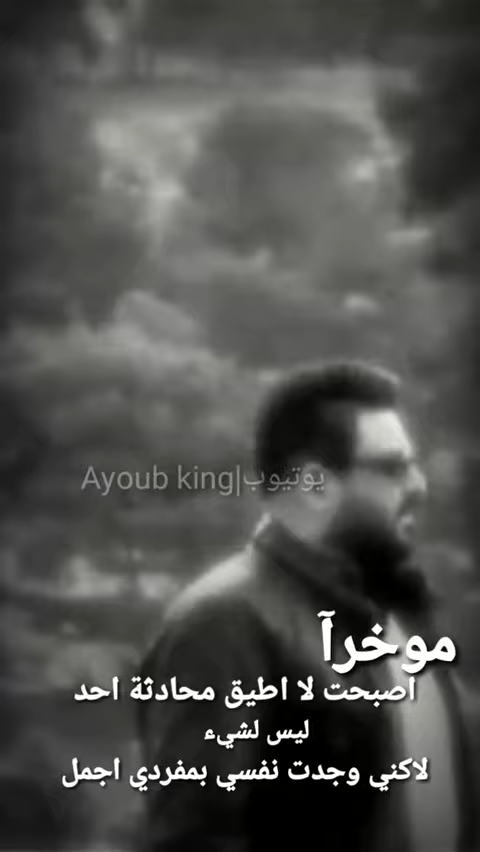 Ayoub king|يوتيوب
موخرآ
اصبحت لا اطيق محادثة احد
ليس لشيء
لاكني وجدت نفسي بمفردي اجمل